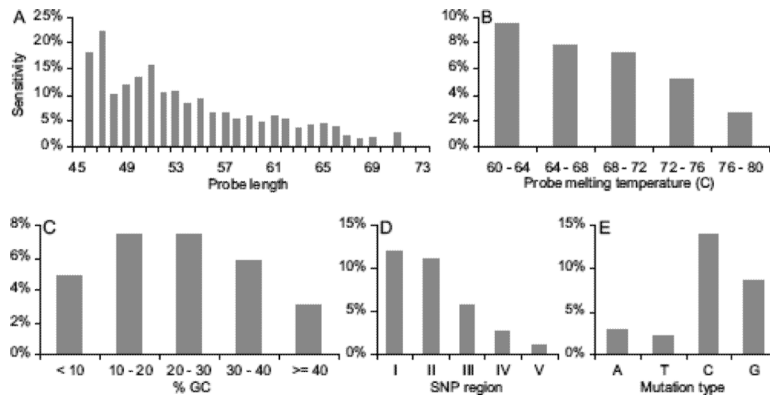 A
25%
20%
15%
10%
5%
0%
Sensitivity
45 49 53 57 61 65 69 73
Probe length
B
10%
8%
6%
4%
2%
0%
60 - 64 64 - 68 68 - 72 72 - 76 76 - 80
Probe melting temperature (C)
C
8%
6%
4%
2%
0%
< 10 10 - 20 20 - 30 30 - 40 >= 40
% GC
D
15%
10%
5%
0%
I II III IV V
SNP region
E
15%
10%
5%
0%
A T C G
Mutation type